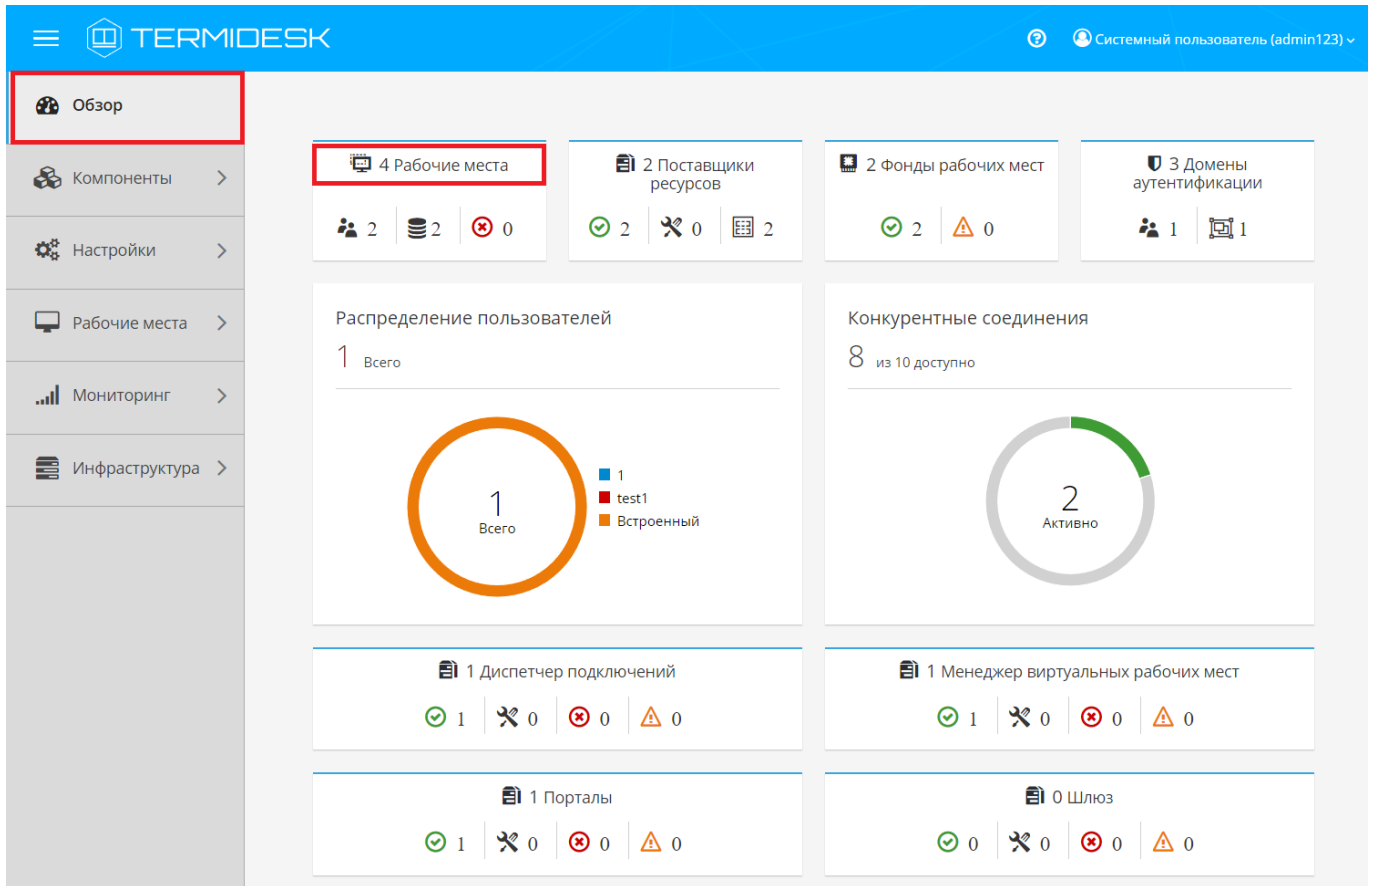 TERMIDESK
Системный пользователь (admin123)
Обзор
Компоненты
Настройки
Рабочие места
Мониторинг
Инфраструктура
4 Рабочие места
2 2 0
2 Поставщики
ресурсов
2 0 2
2 Фонды рабочих мест
2 0
3 Домены
аутентификации
1 1
Распределение пользователей
1 Всего
1
Всего
1
test1
Встроенный
Конкурентные соединения
8 из 10 доступно
2
Активно
1 Диспетчер подключений
1 0 0 0
1 Менеджер виртуальных рабочих мест
1 0 0 0
1 Порталы
1 0 0 0
0 Шлюз
0 0 0 0